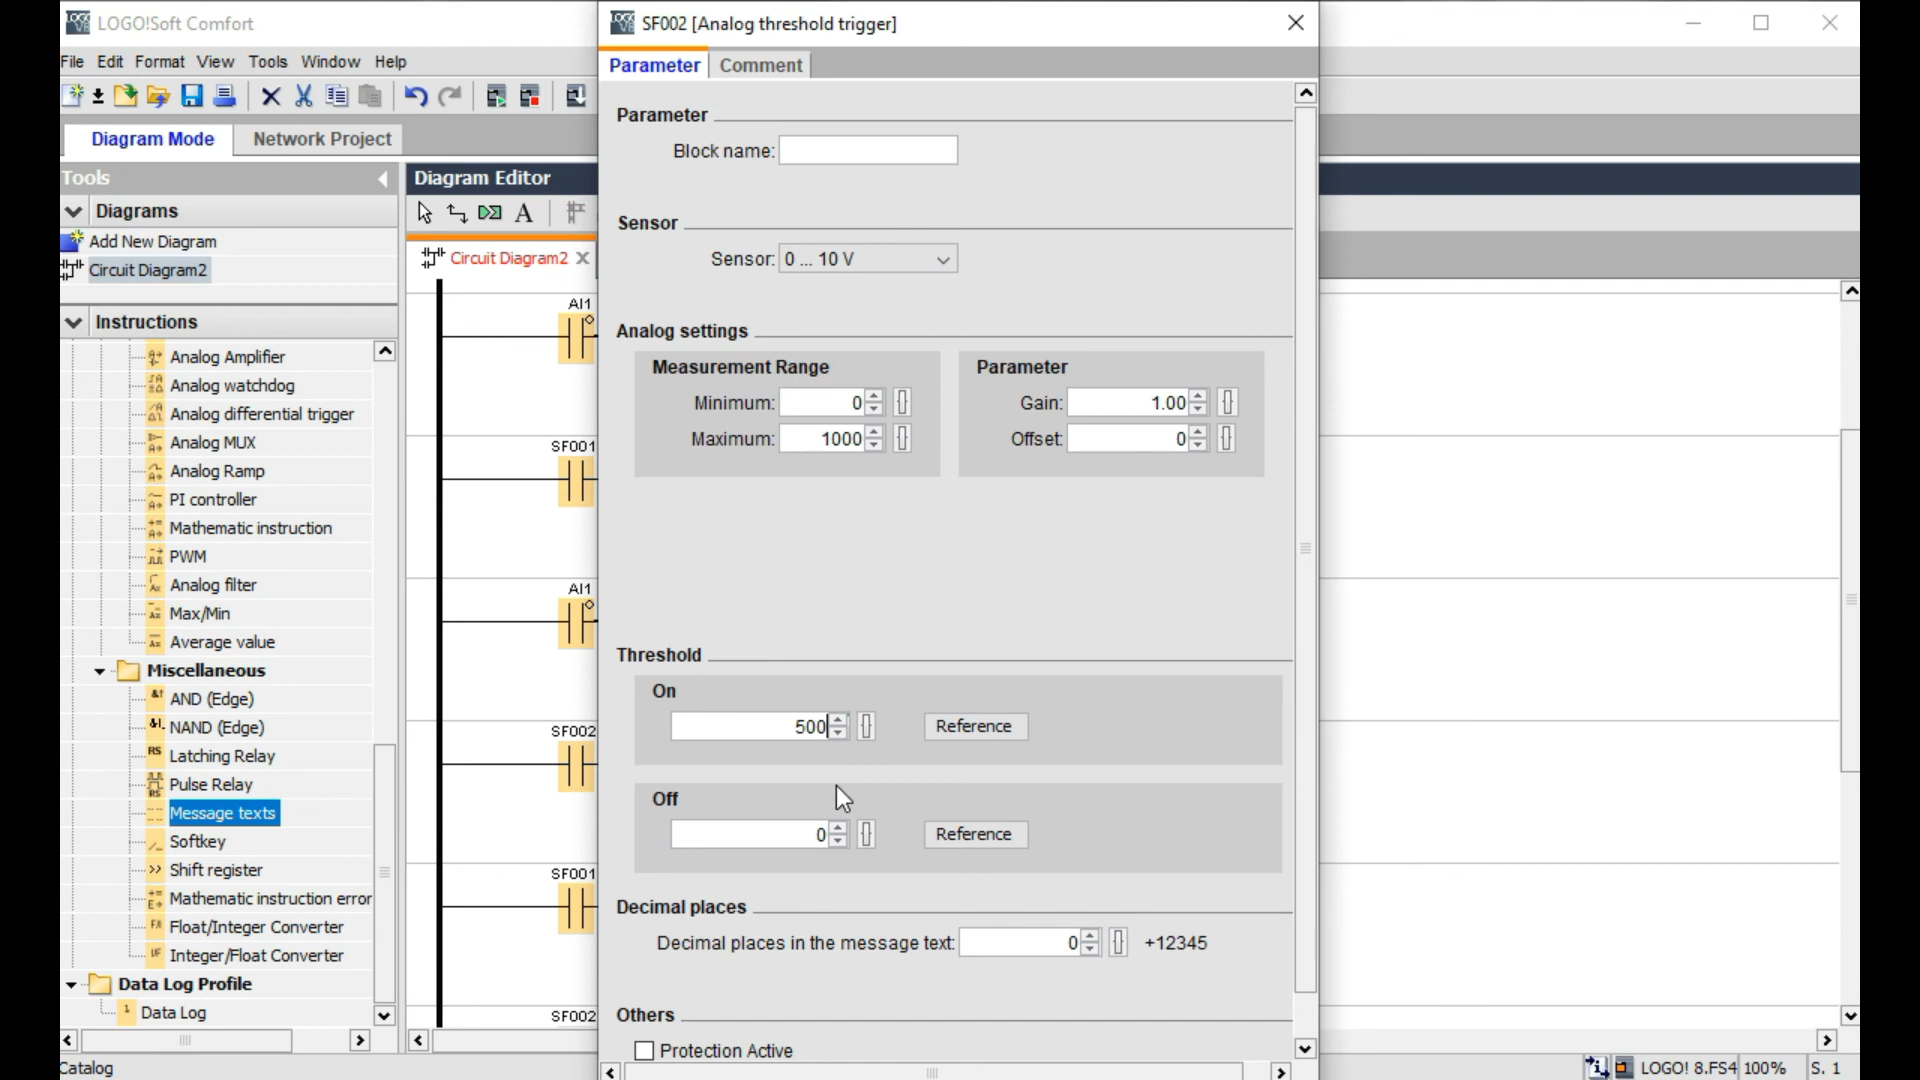 LOGO!Soft Comfort
SF002 [Analog threshold trigger]
File Edit Format View Tools Window Help
Parameter Comment
Diagram Mode Network Project
Tools
Diagrams
Add New Diagram
Circuit Diagram2
Instructions
Analog Amplifier
Analog watchdog
Analog differential trigger
Analog MUX
Analog Ramp
PI controller
Mathematic instruction
PWM
Analog filter
Max/Min
Average value
Miscellaneous
AND (Edge)
NAND (Edge)
Latching Relay
Pulse Relay
Message texts
Softkey
Shift register
Mathematic instruction error
Float/Integer Converter
Integer/Float Converter
Data Log Profile
Data Log
Catalog
Diagram Editor
A
Circuit Diagram2
AI1
SF001
AI1
SF002
SF001
SF002
Parameter
Block name:
Sensor
Sensor: 0 ... 10 V
Analog settings
Measurement Range
Minimum: 0
Maximum: 1000
Parameter
Gain: 1.00
Offset: 0
Threshold
On
500 Reference
Off
0 Reference
Decimal places
Decimal places in the message text: 0 +12345
Others
Protection Active
LOGO! 8.FS4 100% S. 1